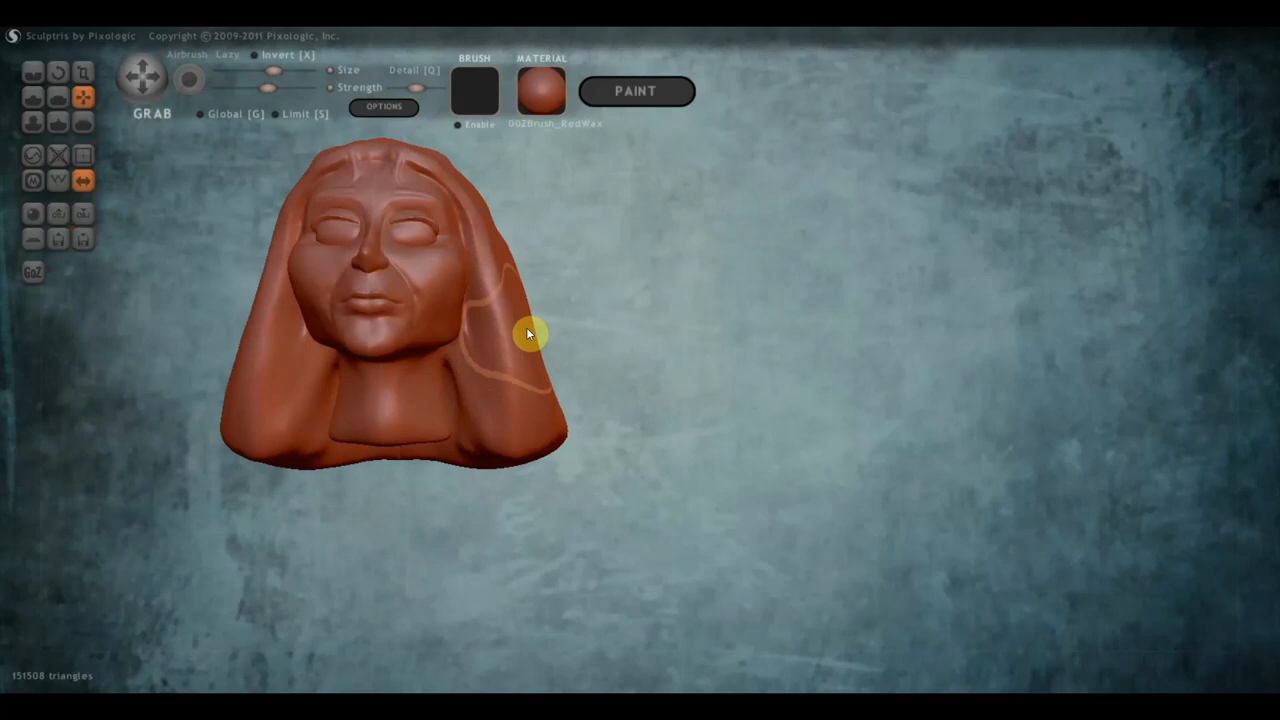 Sculptris by Pixologic Copyright ©2009-2011 Pixologic, Inc.
Airbrush Lazy Invert [X]
BRUSH MATERIAL
Size Detail [Q]
Strength
PAINT
OPTIONS
GRAB Global [G] Limit [S]
Enable 00ZBrush_RedWax
GoZ
151508 triangles